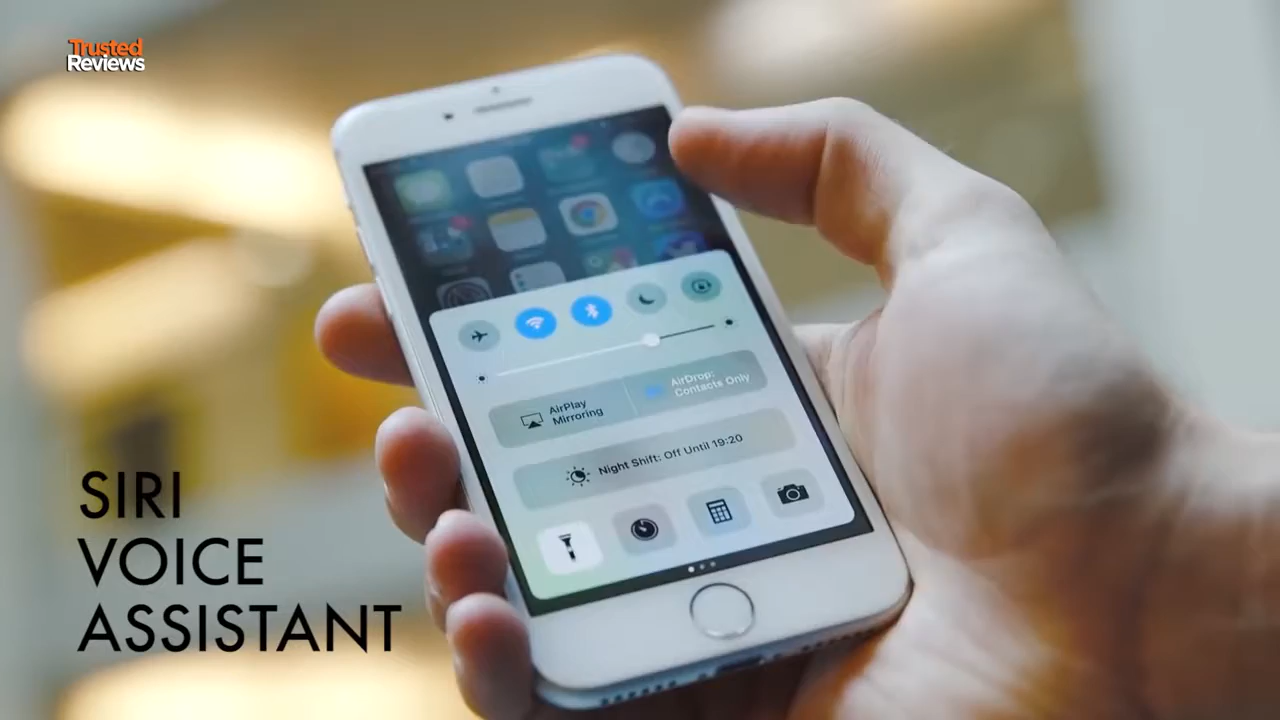 Trusted
Reviews
AirPlay
Mirroring
AirDrop:
Contacts Only
Night Shift: Off Until 19:20
SIRI
VOICE
ASSISTANT